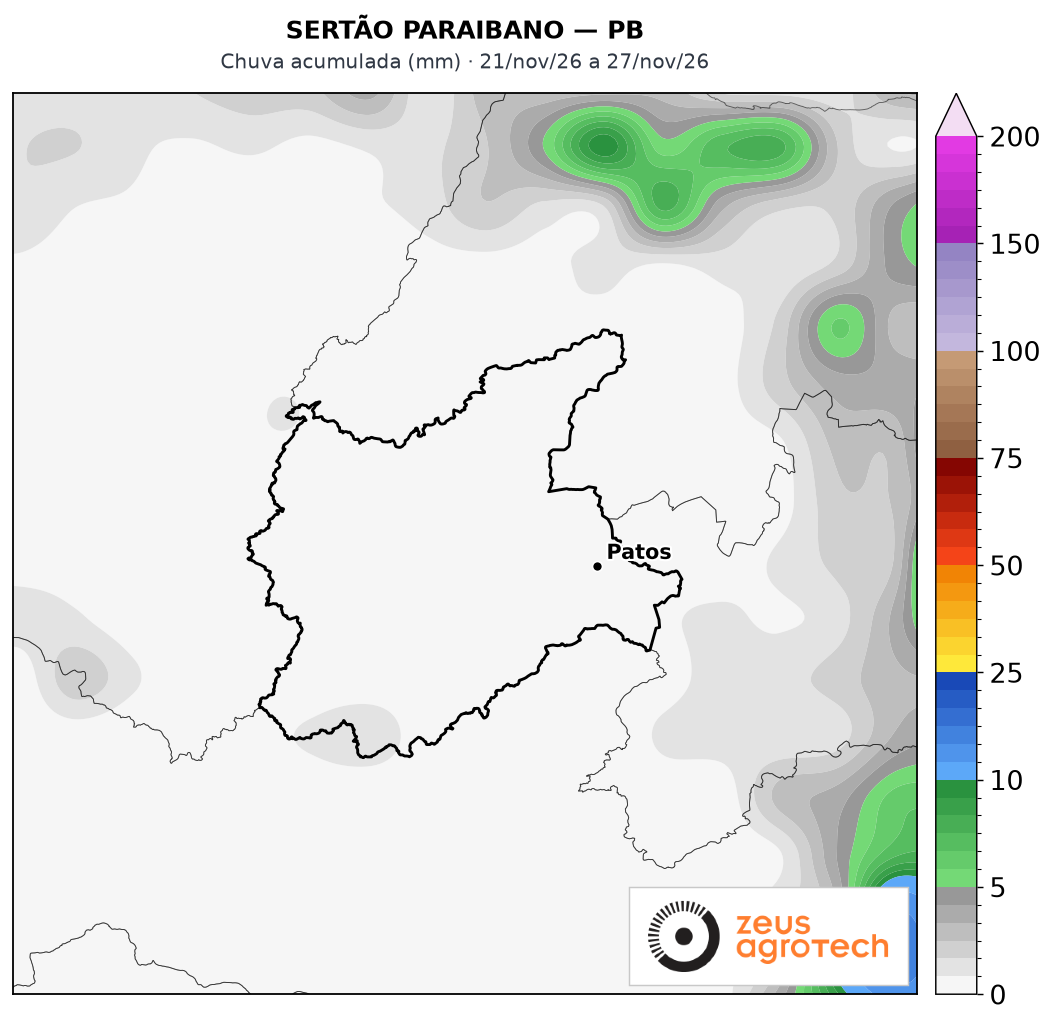 SERTÃO PARAIBANO — PB
Chuva acumulada (mm) · 21/nov/26 a 27/nov/26
200
150
100
75
50
25
10
5
0
Patos
zeus
agrotech